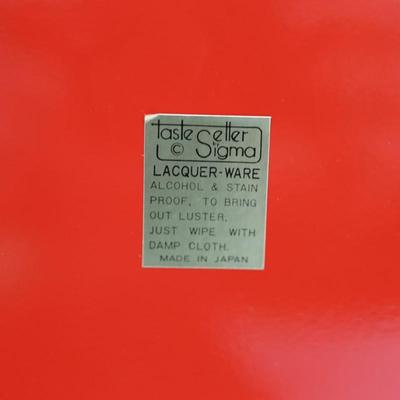 taste Setter
© by Sigma
LACQUER-WARE
ALCOHOL & STAIN
PROOF, TO BRING
OUT LUSTER,
JUST WIPE WITH
DAMP CLOTH.
MADE IN JAPAN